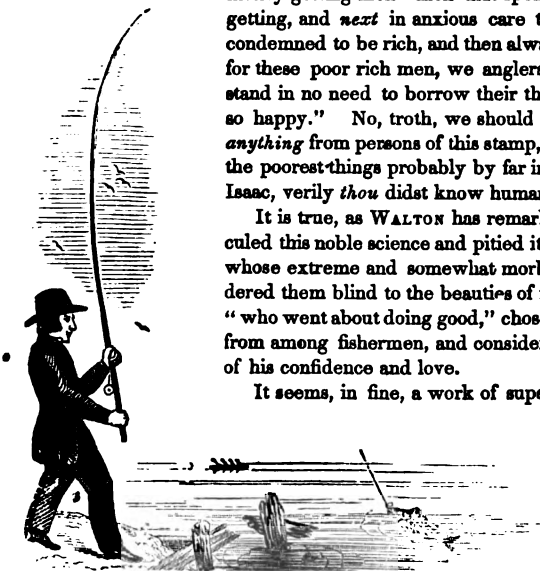 getting, and next in anxious care t
condemned to be rich, and then alw
for these poor rich men, we anglers
stand in no need to borrow their th
so happy." No, troth, we should
anything from persons of this stamp,
the poorest things probably by far i
Isaac, verily thou didst know huma
It is true, as WALTON has remar
culed this noble science and pitied it
whose extreme and somewhat morb
dered them blind to the beauties of
" who went about doing good," chos
from among fishermen, and conside
of his confidence and love.
It seems, in fine, a work of supe